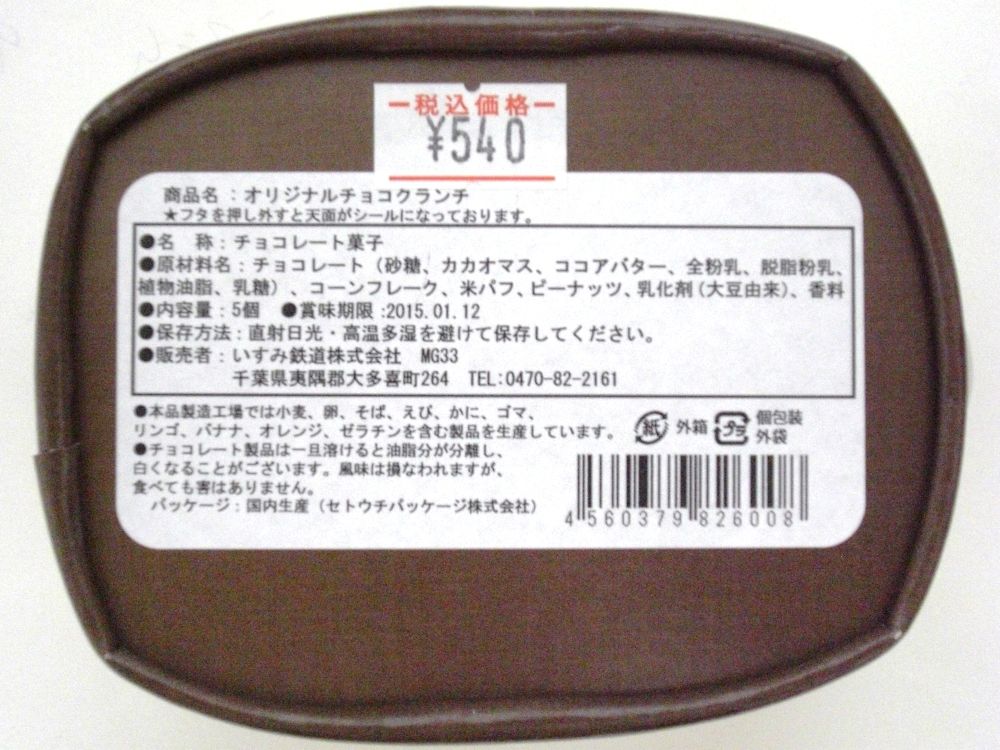 税込価格
¥540
商品名：オリジナルチョコクランチ
★フタを押し外すと天面がシールになっております。
●名　称：チョコレート菓子
●原材料名：チョコレート（砂糖、カカオマス、ココアバター、全粉乳、脱脂粉乳、
植物油脂、乳糖）、コーンフレーク、米パフ、ピーナッツ、乳化剤（大豆由来）、香料
●内容量：5個　●賞味期限:2015.01.12
●保存方法：直射日光・高温多湿を避けて保存してください。
●販売者：いすみ鉄道株式会社　MG33
千葉県夷隅郡大多喜町264　TEL:0470-82-2161
●本品製造工場では小麦、卵、そば、えび、かに、ゴマ、
リンゴ、バナナ、オレンジ、ゼラチンを含む製品を生産しています。
●チョコレート製品は一旦溶けると油脂分が分離し、
白くなることがございます。風味は損なわれますが、
食べても害はありません。
パッケージ：国内生産（セトウチパッケージ株式会社）
紙 外箱 プラ 個包装
外袋
4 560379 826008